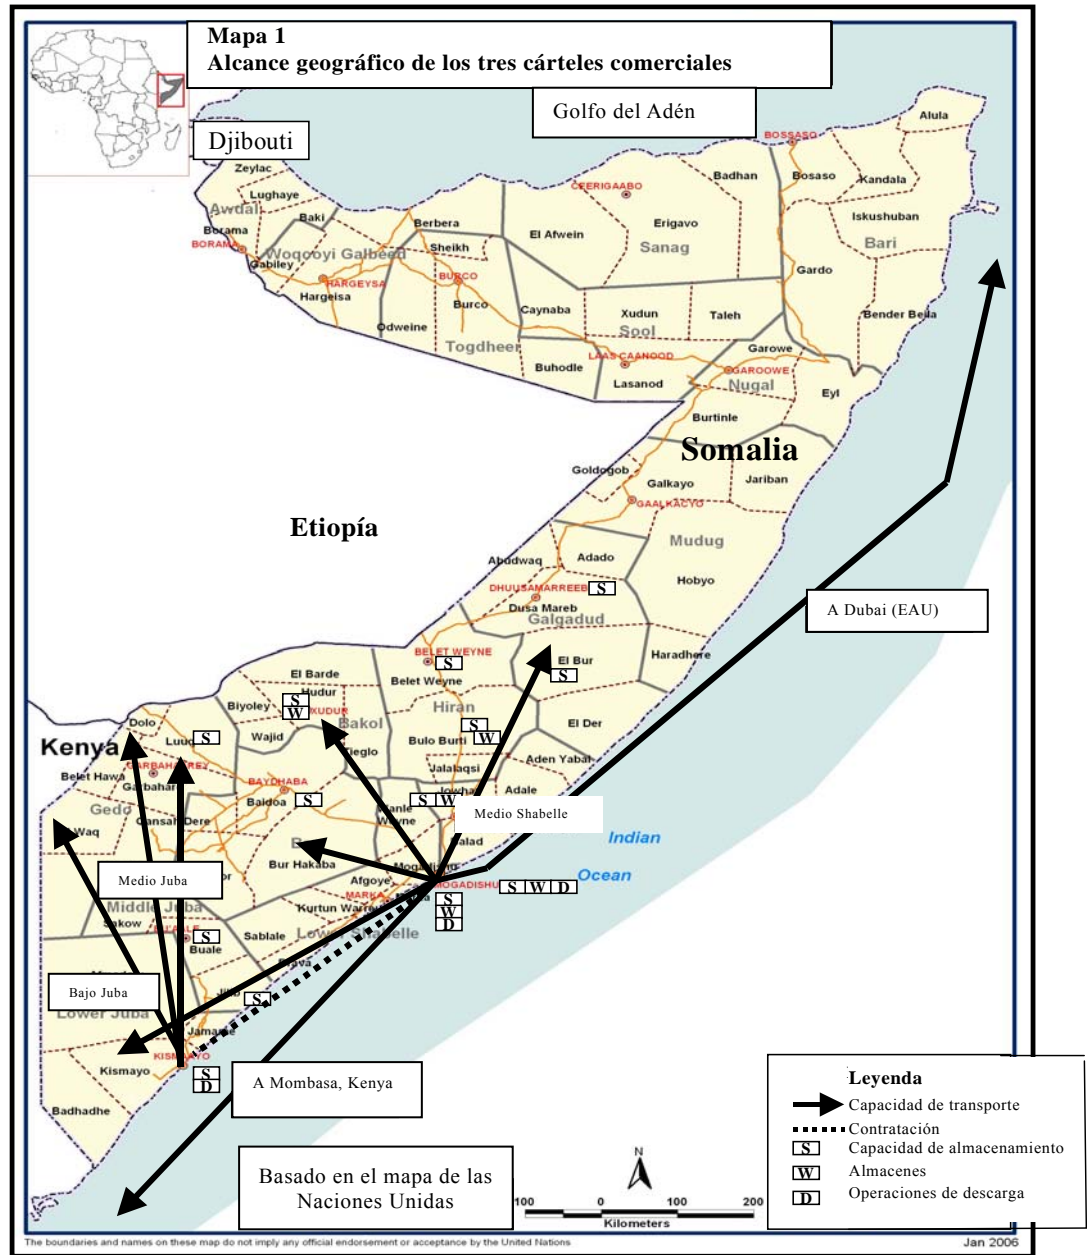 Mapa 1
Alcance geográfico de los tres cárteles comerciales
Golfo del Adén
Djibouti
Alula
BOSSASO
Zeylac
Badhan
Bosaso
Kandala
CEERIGAABO
Lughaye
Awdal
Baki
Berbera
Erigavo
Iskushuban
Borama
El Afwein
Sanag
Bari
BORAMA
Woqooyi Galbeed
Sheikh
Gabiley
Gardo
HARGEYSA
BURCO
Hargeisa
Burco
Caynaba
Xudun
Taleh
Bender Beila
Odweine
Sool
Togdheer
Garowe
LAAS CAANOOD
Buhodle
GAROOWE
Lasanod
Nugal
Eyl
Burtinle
Somalia
Goldogob
Galkayo
Jariban
GAALKACYO
Etiopía
Mudug
Abudwaq
Adado
Hobyo
DHUUSAMARREEB
S
Dusa Mareb
A Dubai (EAU)
Galgadud
BELET WEYNE
S
Haradhere
El Bur
S
El Barde
Belet Weyne
Hudur
S
W
XUDUR
Biyoley
Hiran
Dolo
Bakol
S
W
El Der
Kenya
Luuq
S
Wajid
Bulo Burti
Aden Yabal
GARBAHAREY
Jalalaqsi
Belet Hawa
BAYDHABA
Adale
Gedo
Baidoa
S
S
W
Medio Shabelle
Waq
Indian
Ocean
Bur Hakaba
Medio Juba
Afgoye
MOGADISHU
S W D
MARKA
S
W
D
Middle Juba
Kurtun Warrey
Sakow
Lower Shabelle
S
Sablale
Buale
Bajo Juba
S
Lower Juba
Jamame
KISMAAYO
Kismayo
S
D
A Mombasa, Kenya
Badhadhe
Leyenda
Capacidad de transporte
Contratación
S Capacidad de almacenamiento
W Almacenes
D Operaciones de descarga
Basado en el mapa de las
Naciones Unidas
N
100 0 100 200
Kilometers
The boundaries and names on these map do not imply any official endorsement or acceptance by the United Nations
Jan 2006